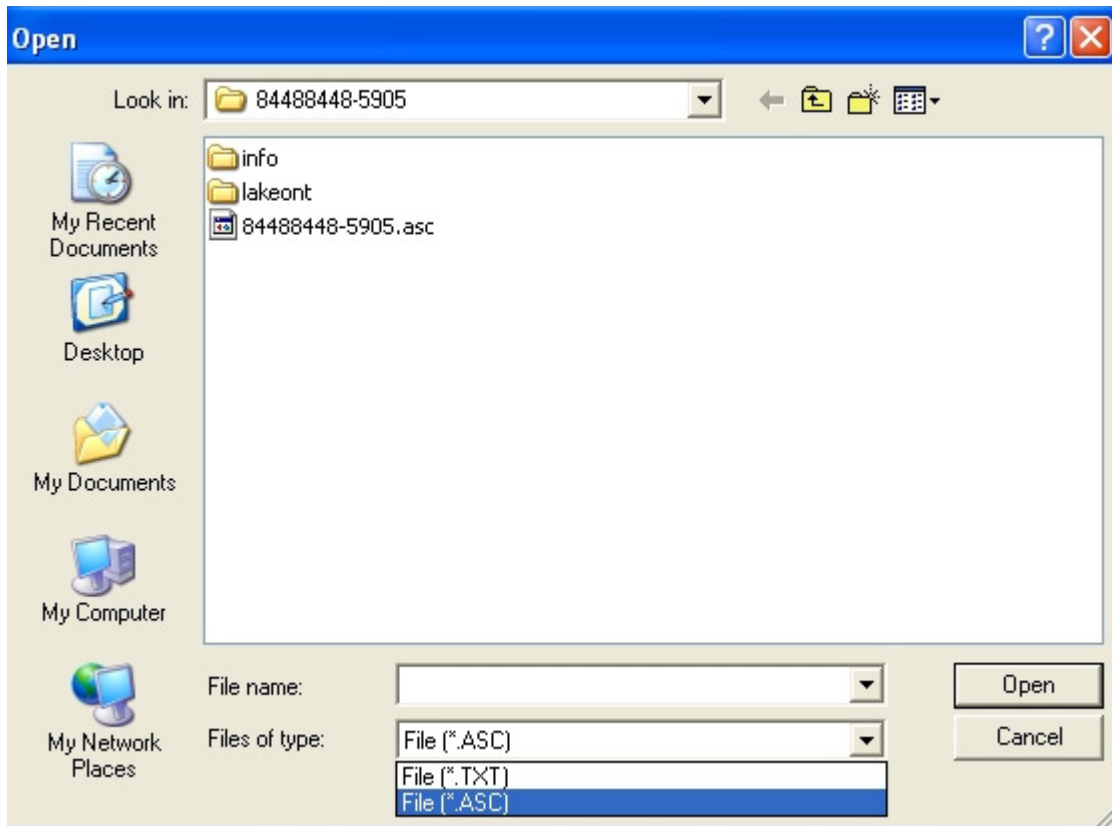 Open
Look in: 84488448-5905
info
lakeont
84488448-5905.asc
My Recent
Documents
Desktop
My Documents
My Computer
My Network
Places
File name:
Open
Files of type: File (*.ASC)
Cancel
File (*.TXT)
File (*.ASC)